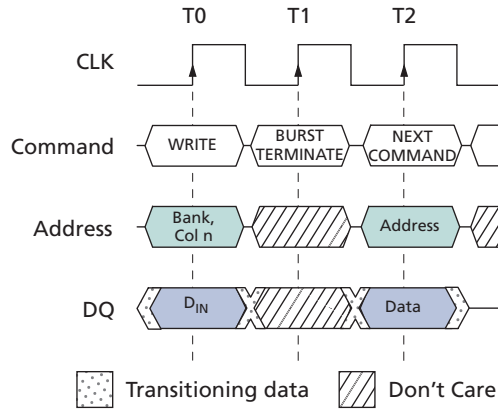 T0 T1 T2
CLK
Command WRITE BURST TERMINATE NEXT COMMAND
Address Bank, Col n Address
DQ DIN Data
Transitioning data Don't Care